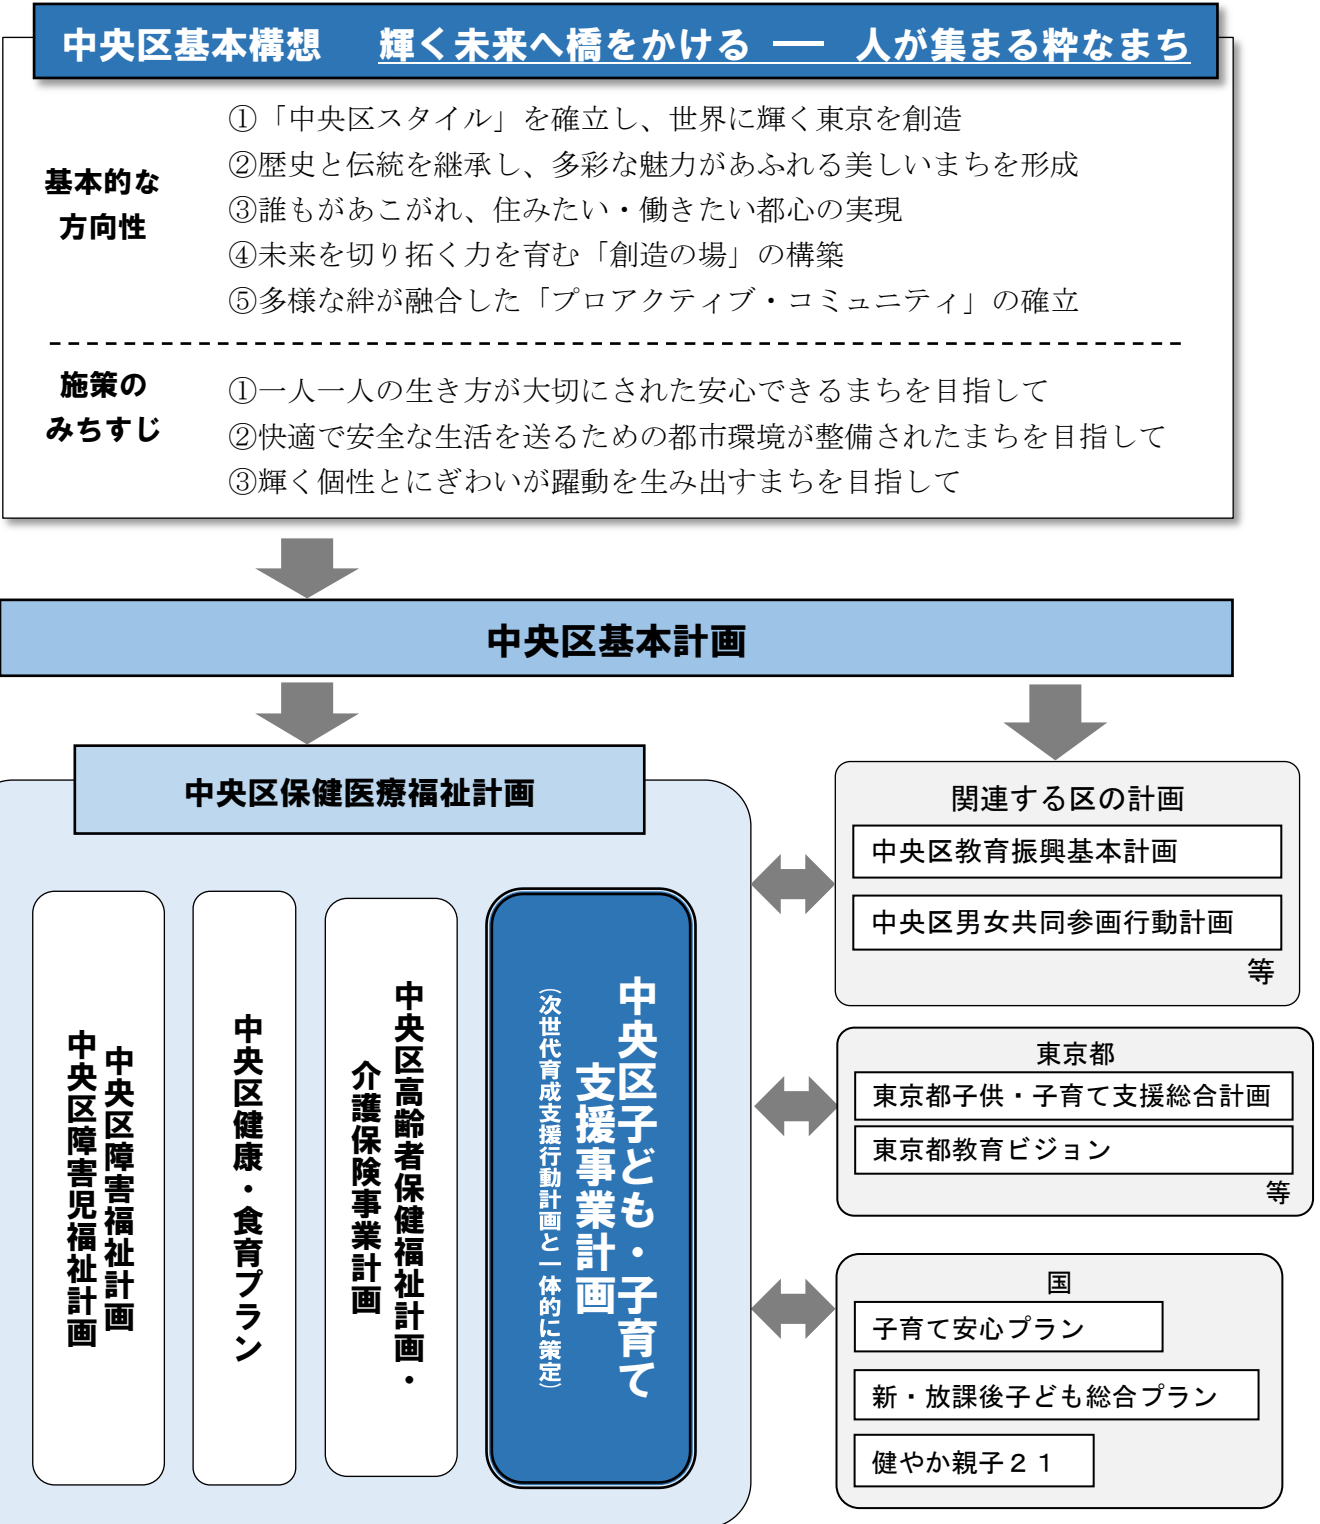 中央区基本構想　輝く未来へ橋をかける ― 人が集まる粋なまち
基本的な
方向性
①「中央区スタイル」を確立し、世界に輝く東京を創造
②歴史と伝統を継承し、多彩な魅力があふれる美しいまちを形成
③誰もがあこがれ、住みたい・働きたい都心の実現
④未来を切り拓く力を育む「創造の場」の構築
⑤多様な絆が融合した「プロアクティブ・コミュニティ」の確立
施策の
みちすじ
①一人一人の生き方が大切にされた安心できるまちを目指して
②快適で安全な生活を送るための都市環境が整備されたまちを目指して
③輝く個性とにぎわいが躍動を生み出すまちを目指して
中央区基本計画
中央区保健医療福祉計画
中央区障害福祉計画
中央区障害児福祉計画
中央区健康・食育プラン
中央区高齢者保健福祉計画・
介護保険事業計画
中央区子ども・子育て
支援事業計画
（次世代育成支援行動計画と一体的に策定）
関連する区の計画
中央区教育振興基本計画
中央区男女共同参画行動計画
等
東京都
東京都子供・子育て支援総合計画
東京都教育ビジョン
等
国
子育て安心プラン
新・放課後子ども総合プラン
健やか親子２１